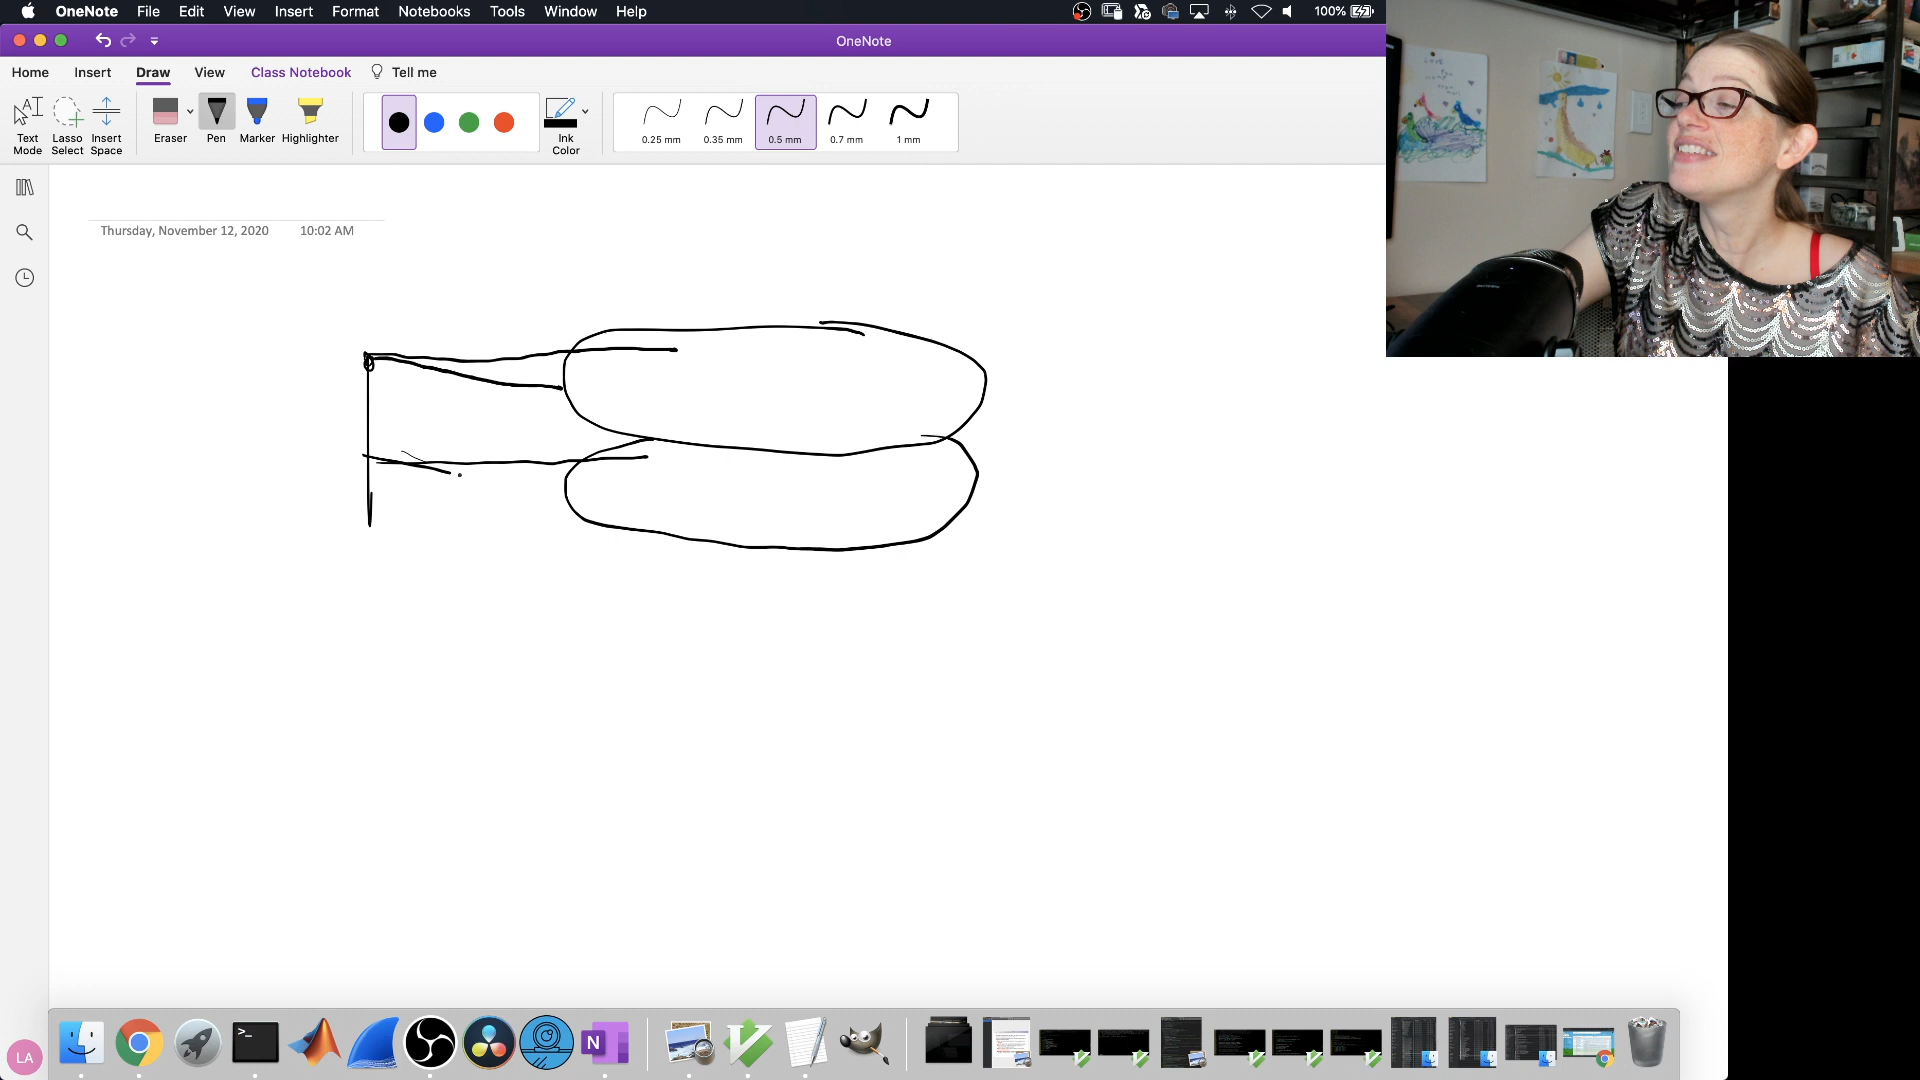 OneNote File Edit View Insert Format Notebooks Tools Window Help 100%
OneNote
Home Insert Draw View Class Notebook Tell me
Text Mode
Lasso Select
Insert Space
Eraser
Pen
Marker
Highlighter
Ink Color
0.25 mm 0.35 mm 0.5 mm 0.7 mm 1 mm
Thursday, November 12, 2020 10:02 AM
LA
>_
N